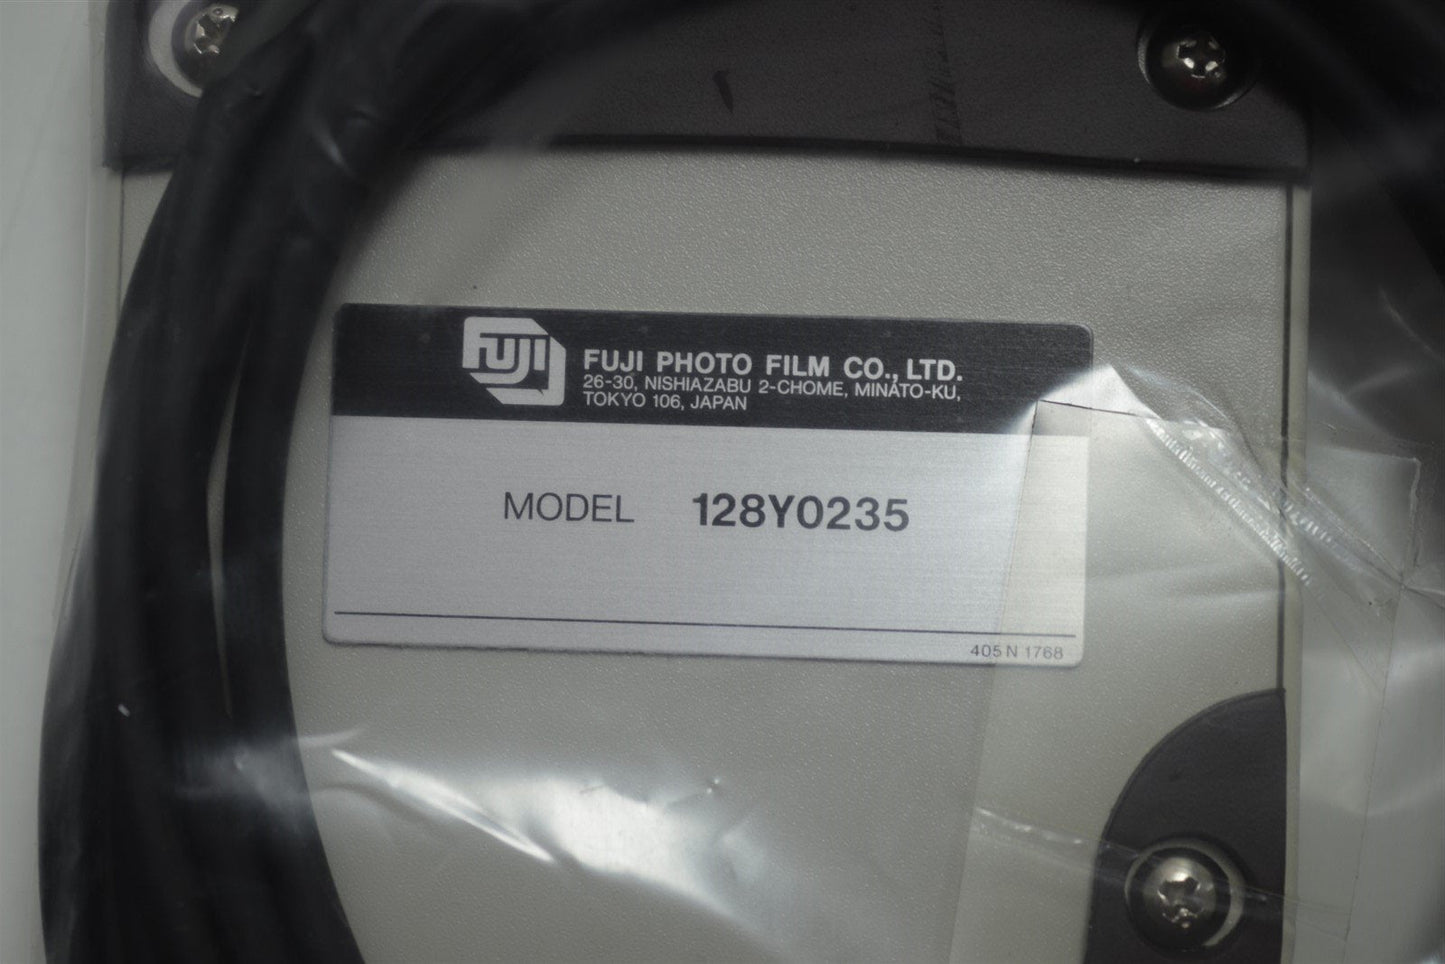 FUJI
FUJI PHOTO FILM CO., LTD.
26-30, NISHIAZABU 2-CHOME, MINATO-KU,
TOKYO 106, JAPAN
MODEL 128Y0235
405 N 1768